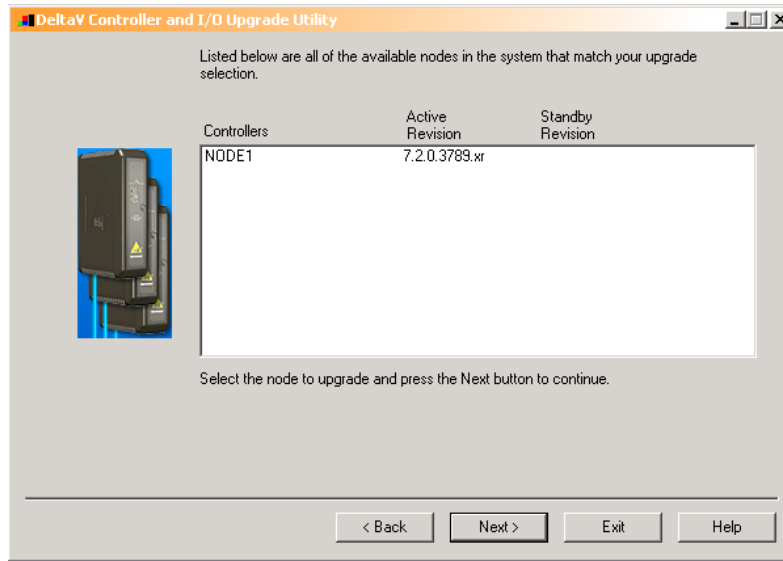 DeltaV Controller and I/O Upgrade Utility
Listed below are all of the available nodes in the system that match your upgrade
selection.
Controllers Active Revision Standby Revision
NODE1 7.2.0.3789.xr
Select the node to upgrade and press the Next button to continue.
< Back Next > Exit Help